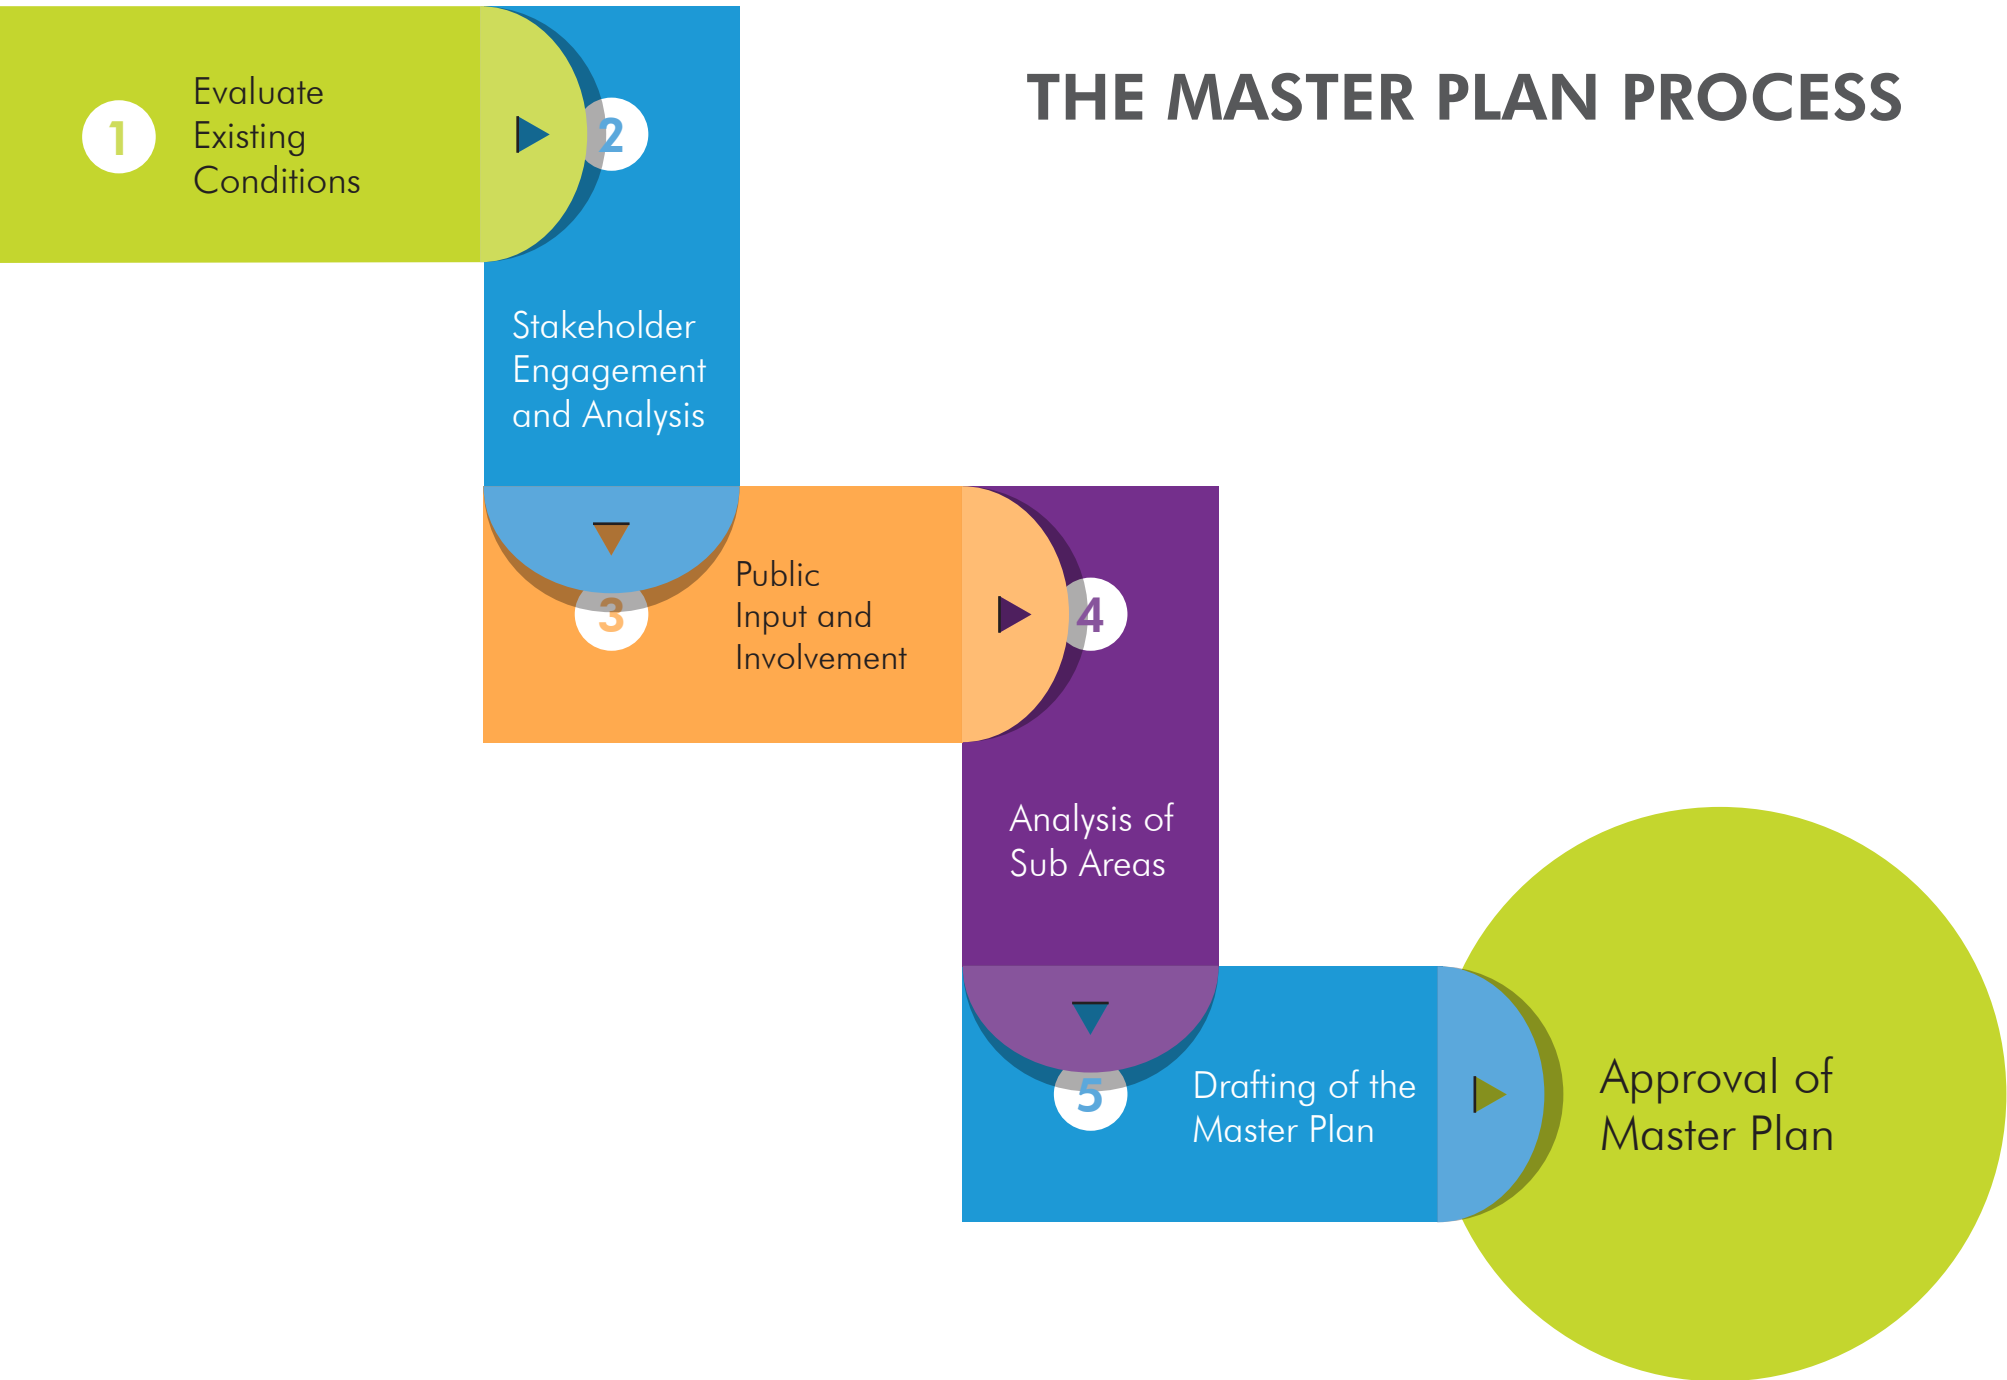 THE MASTER PLAN PROCESS
1
Evaluate
Existing
Conditions
2
Stakeholder
Engagement
and Analysis
3
Public
Input and
Involvement
4
Analysis of
Sub Areas
5
Drafting of the
Master Plan
Approval of
Master Plan